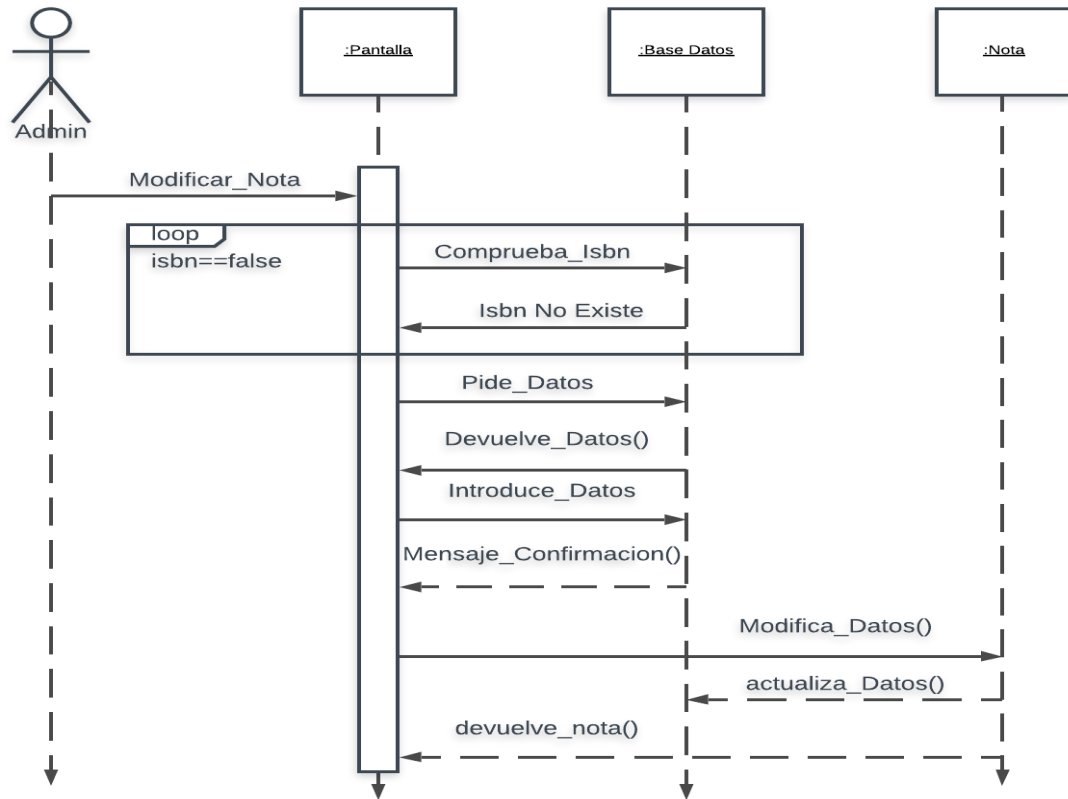 :Pantalla
:Base Datos
:Nota
Admin
Modificar_Nota
loop
isbn==false
Comprueba_Isbn
Isbn No Existe
Pide_Datos
Devuelve_Datos()
Introduce_Datos
Mensaje_Confirmacion()
Modifica_Datos()
actualiza_Datos()
devuelve_nota()